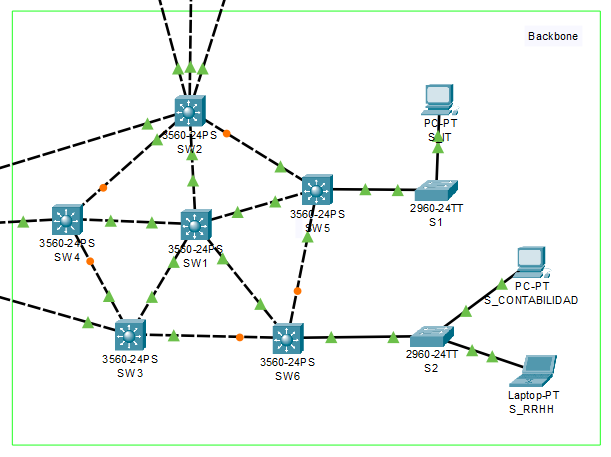 Backbone
3560-24PS
SW2
PC-PT
S_IT
3560-24PS
SW5
2960-24TT
S1
3560-24PS
SW4
3560-24PS
SW1
PC-PT
S_CONTABILIDAD
3560-24PS
SW3
3560-24PS
SW6
2960-24TT
S2
Laptop-PT
S_RRHH